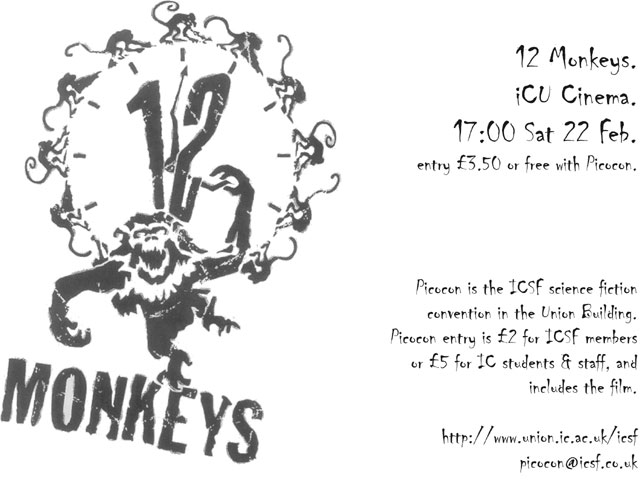 12
MONKEYS
12 Monkeys.
iCU Cinema.
17:00 Sat 22 Feb.
entry £3.50 or free with Picocon.
Picocon is the ICSF science fiction
convention in the Union Building.
Picocon entry is £2 for ICSF members
or £5 for IC students & staff, and
includes the film.
http://www.union.ic.ac.uk/icsf
picocon@icsf.co.uk